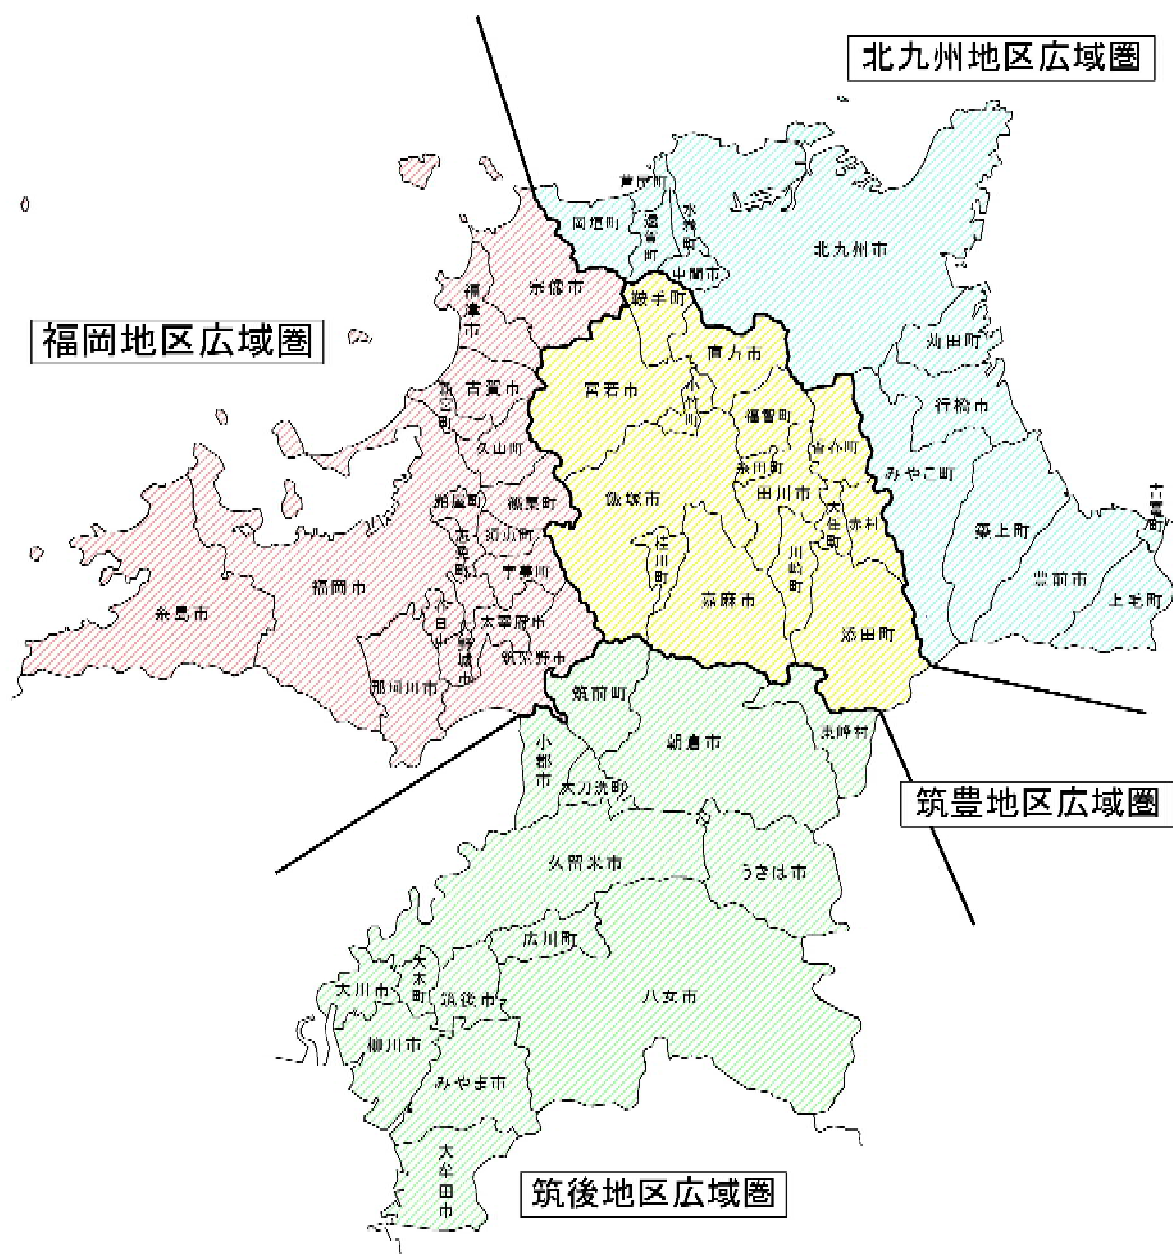 北九州地区広域圏
芦屋町
岡垣町
遠賀町
水巻町
北九州市
中間市
宗像市
鞍手町
福津市
福岡地区広域圏
直方市
苅田町
古賀市
新宮町
宮若市
小竹町
福智町
行橋市
久山町
香春町
糸田町
みやこ町
粕屋町
篠栗町
飯塚市
田川市
大任町
赤村
吉富町
志免町
須恵町
築上町
宇美町
桂川町
川崎町
福岡市
豊前市
糸島市
嘉麻市
上毛町
春日市
太宰府市
大野城市
添田町
筑紫野市
那珂川市
筑前町
小郡市
朝倉市
東峰村
大刀洗町
筑豊地区広域圏
久留米市
うきは市
広川町
大木町
大川市
筑後市
八女市
柳川市
みやま市
大牟田市
筑後地区広域圏